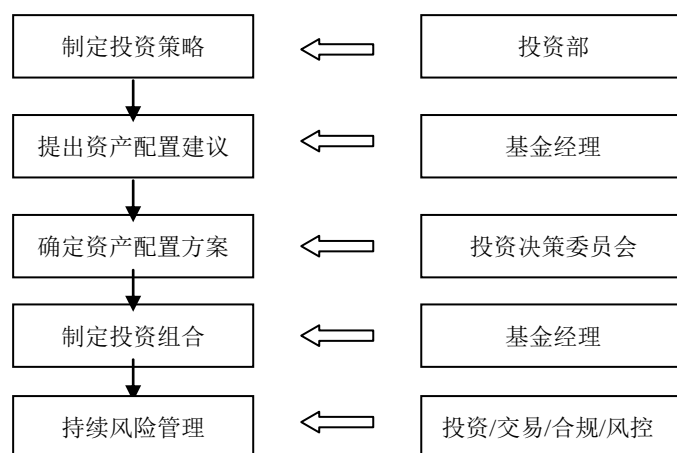 制定投资策略
投资部
提出资产配置建议
基金经理
确定资产配置方案
投资决策委员会
制定投资组合
基金经理
持续风险管理
投资/交易/合规/风控